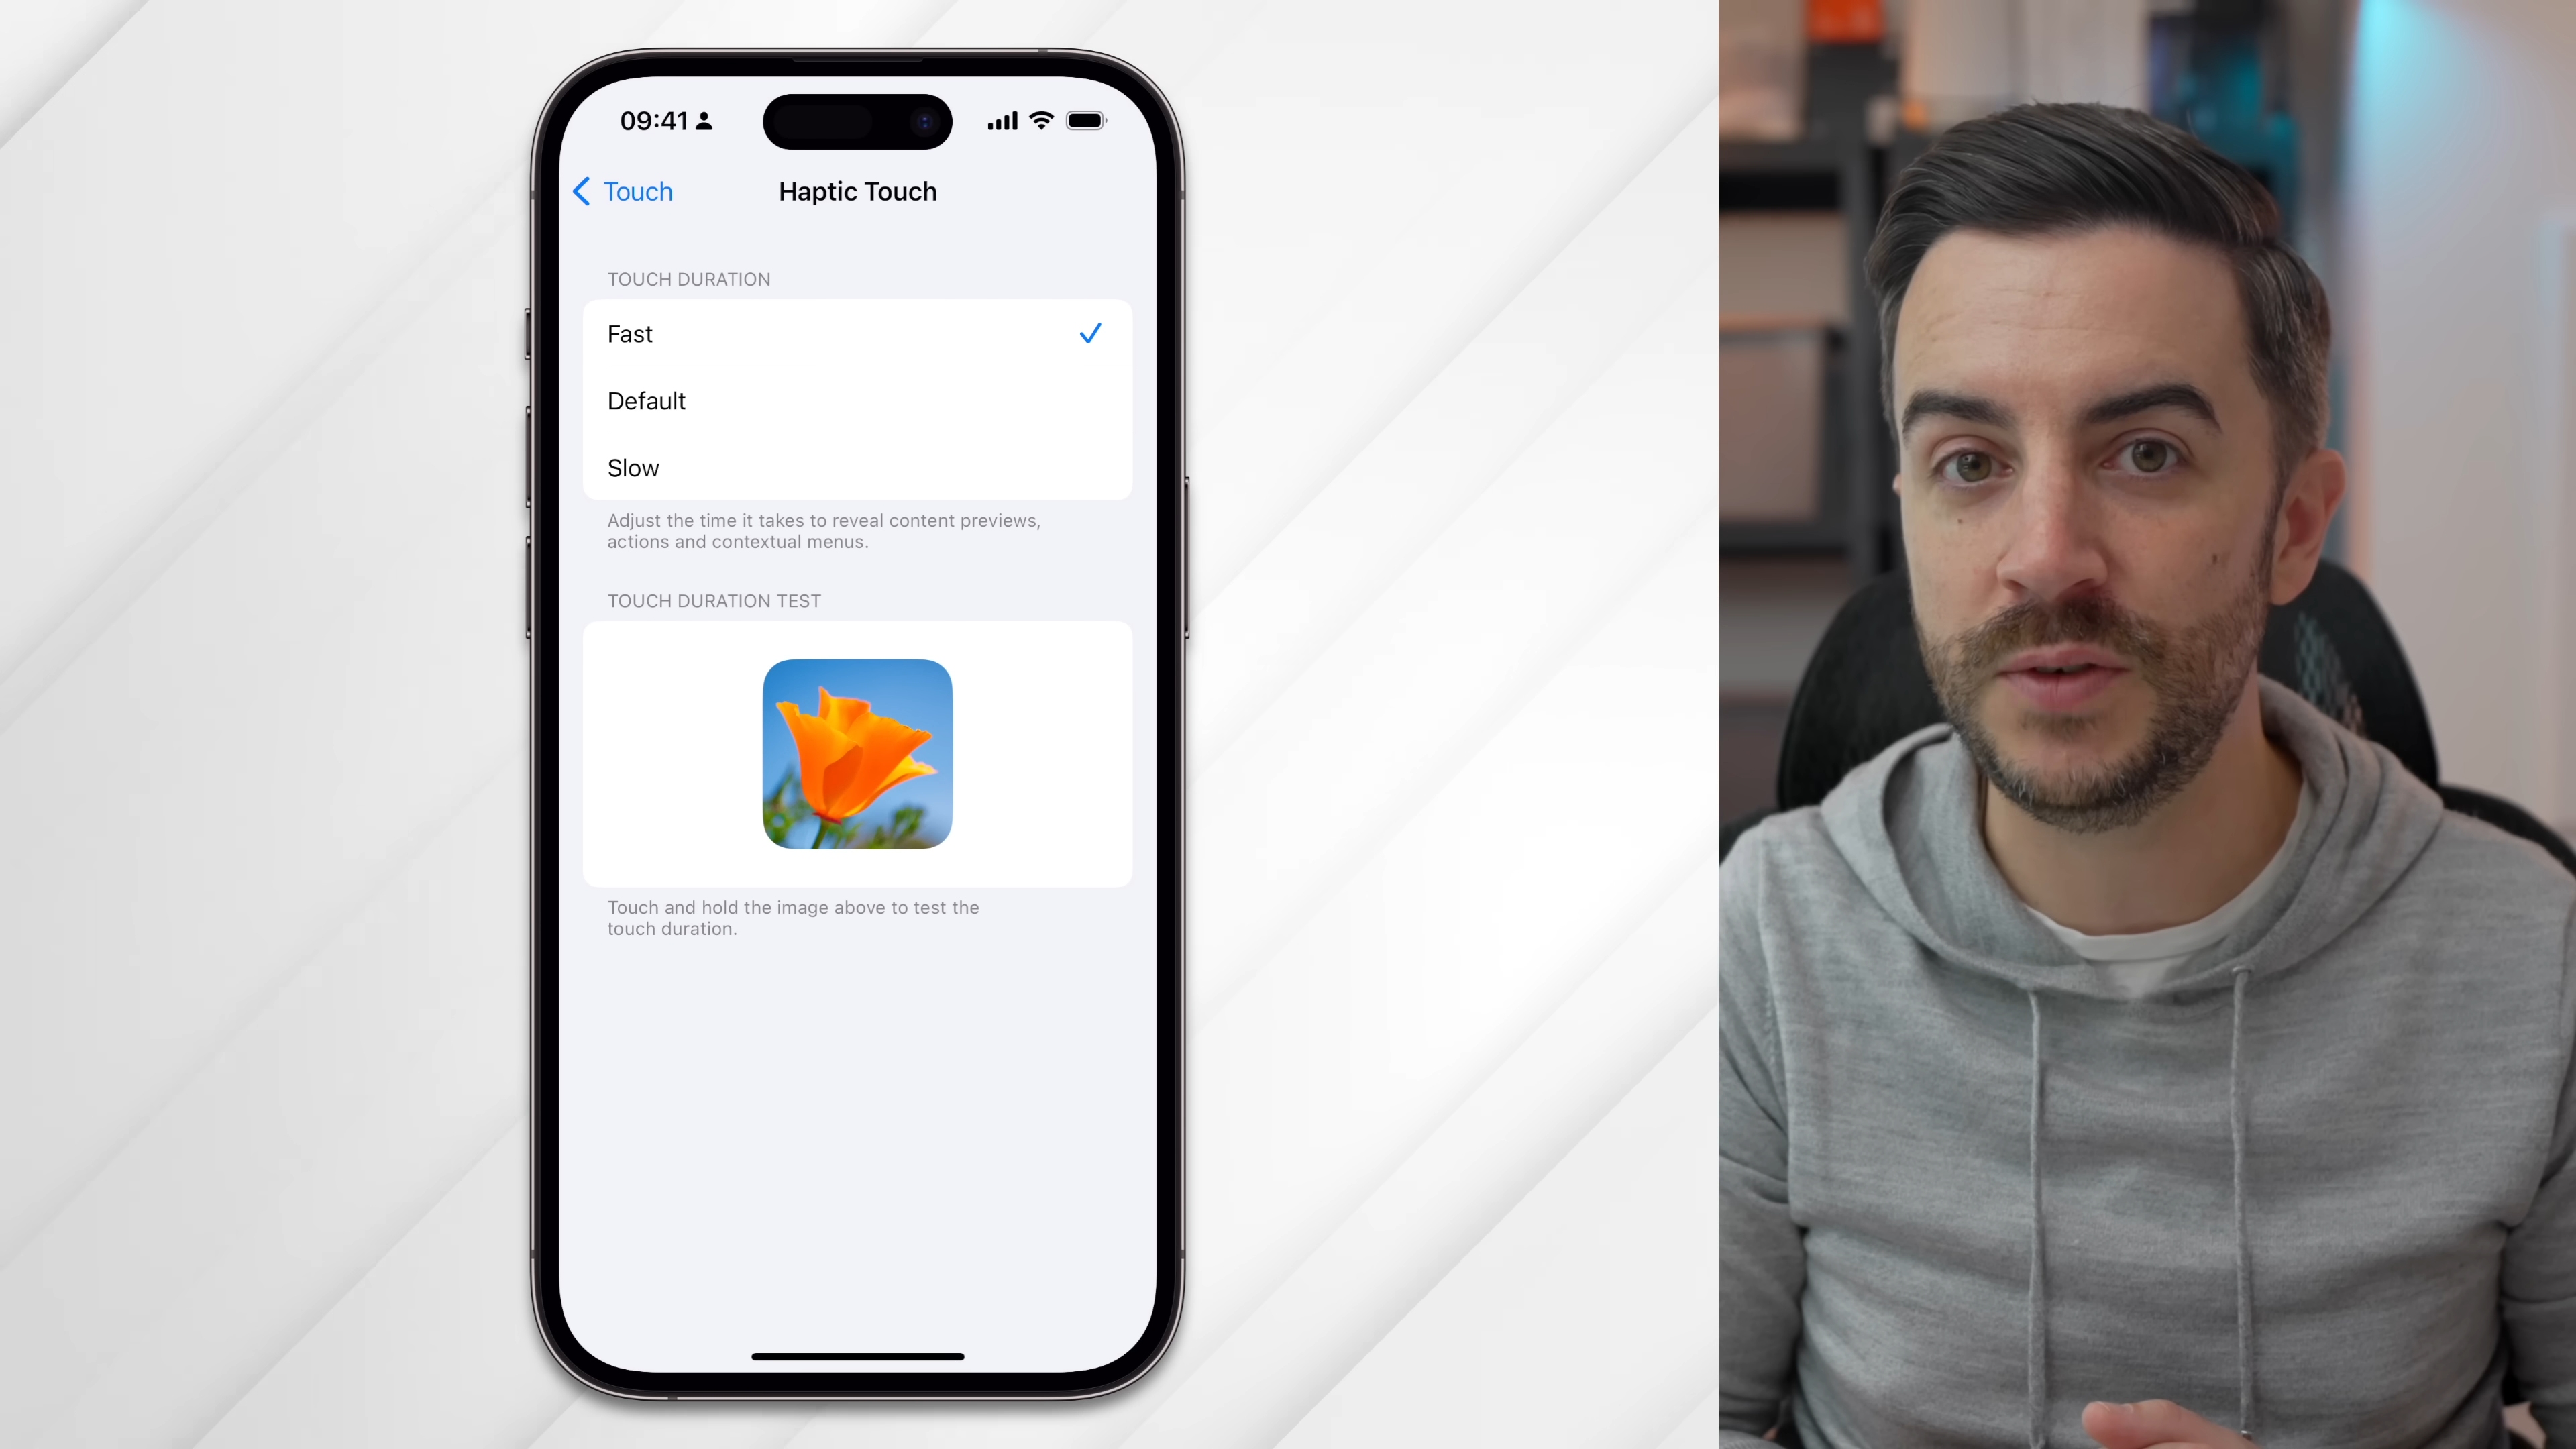 09:41
Touch
Haptic Touch
TOUCH DURATION
Fast
Default
Slow
Adjust the time it takes to reveal content previews,
actions and contextual menus.
TOUCH DURATION TEST
Touch and hold the image above to test the
touch duration.